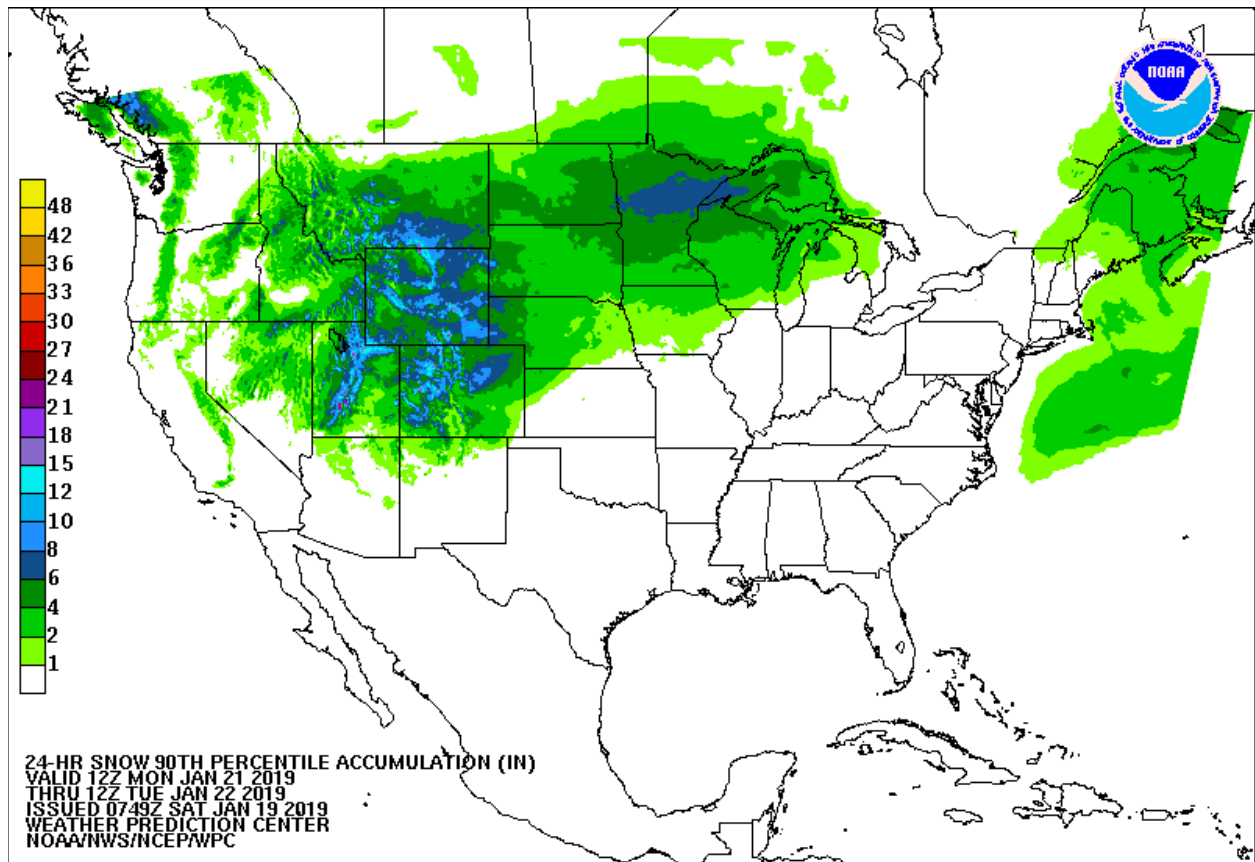 NOAA
48
42
36
33
30
27
24
21
18
15
12
10
8
6
4
2
1
24-HR SNOW 90TH PERCENTILE ACCUMULATION (IN)
VALID 12Z MON JAN 21 2019
THRU 12Z TUE JAN 22 2019
ISSUED 0749Z SAT JAN 19 2019
WEATHER PREDICTION CENTER
NOAA/NWS/NCEP/WPC